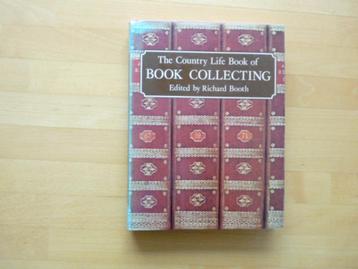 The Country Life Book of
BOOK COLLECTING
Edited by Richard Booth